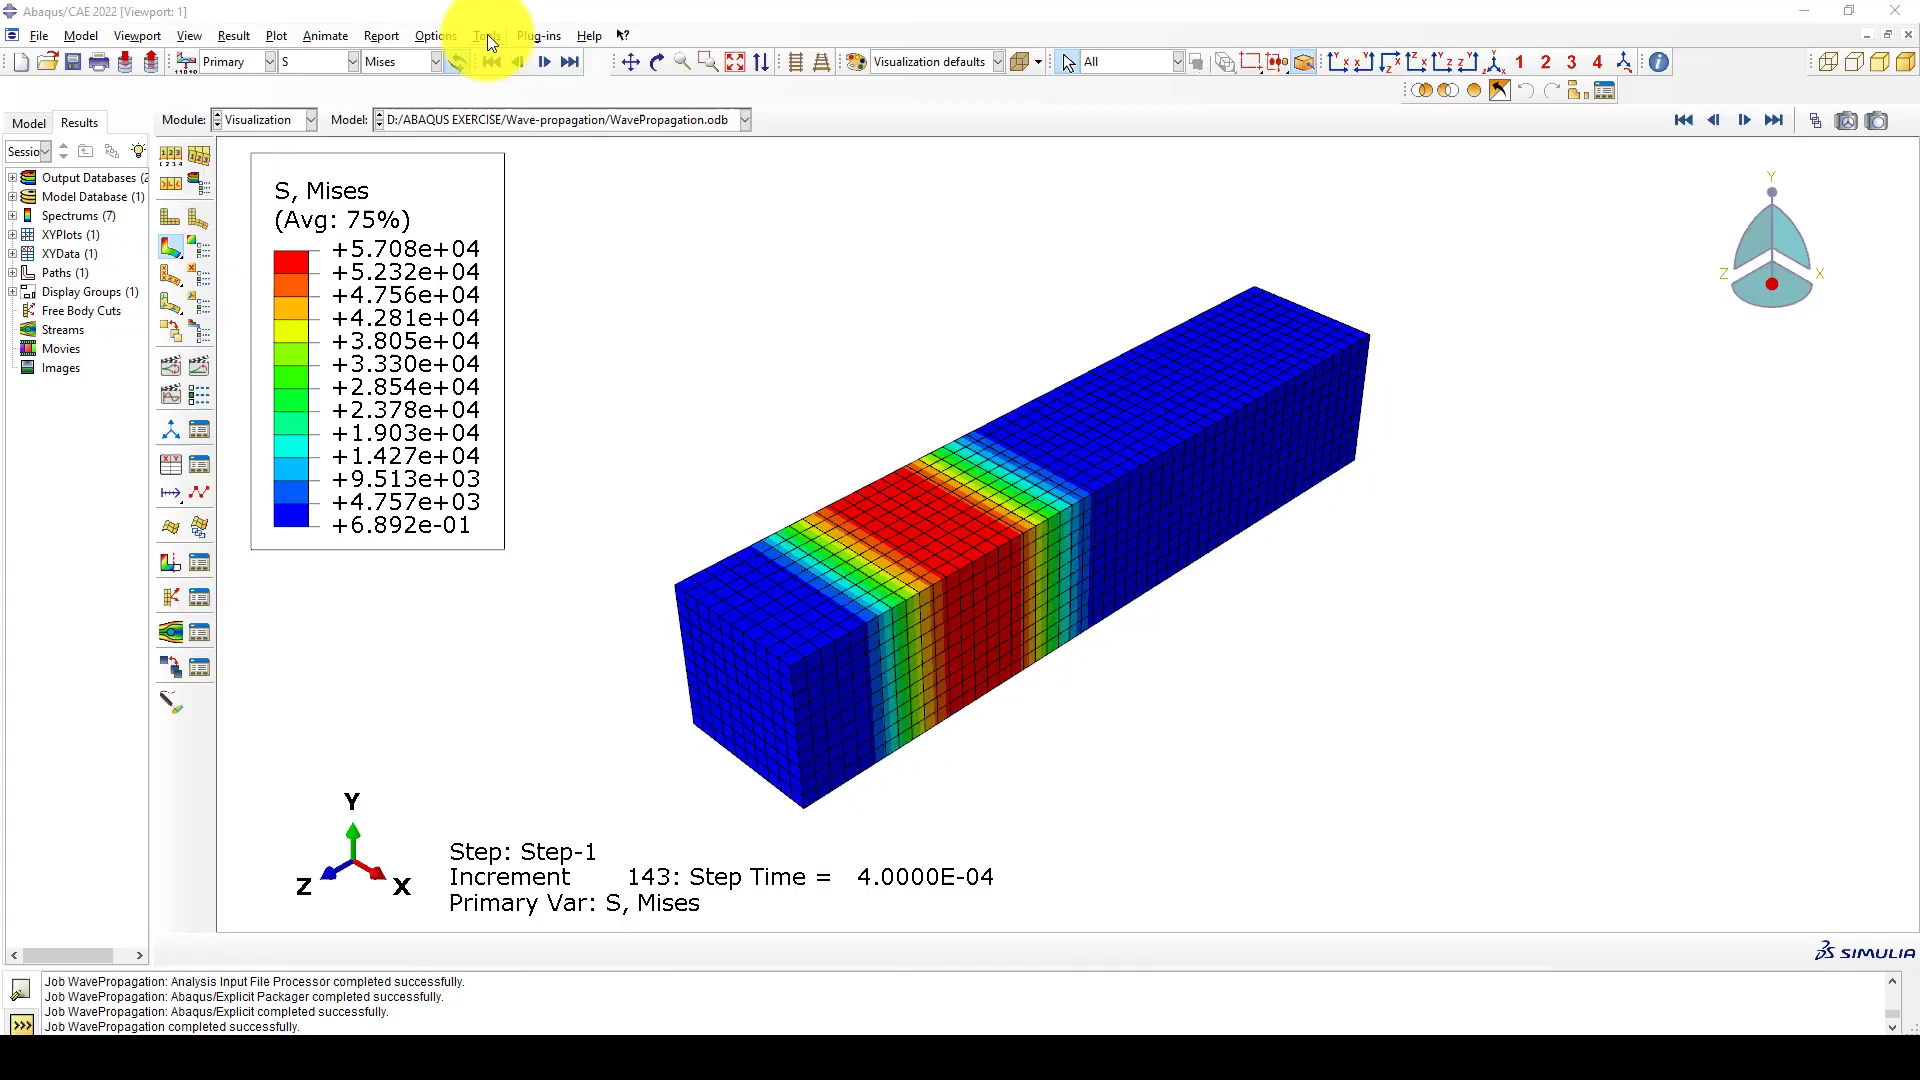 Abaqus/CAE 2022 [Viewport: 1]
File Model Viewport View Result Plot Animate Report Options Tools Plug-ins Help
Primary S Mises Visualization defaults All 1 2 3 4
Model Results Module: Visualization Model: D:/ABAQUS EXERCISE/Wave-propagation/WavePropagation.odb
Sessio
Output Databases (2
Model Database (1)
Spectrums (7)
XYPlots (1)
XYData (1)
Paths (1)
Display Groups (1)
Free Body Cuts
Streams
Movies
Images
S, Mises
(Avg: 75%)
+5.708e+04
+5.232e+04
+4.756e+04
+4.281e+04
+3.805e+04
+3.330e+04
+2.854e+04
+2.378e+04
+1.903e+04
+1.427e+04
+9.513e+03
+4.757e+03
+6.892e-01
Y
Z X
Y
Z X
Step: Step-1
Increment 143: Step Time = 4.0000E-04
Primary Var: S, Mises
SIMULIA
Job WavePropagation: Analysis Input File Processor completed successfully.
Job WavePropagation: Abaqus/Explicit Packager completed successfully.
Job WavePropagation: Abaqus/Explicit completed successfully.
Job WavePropagation completed successfully.